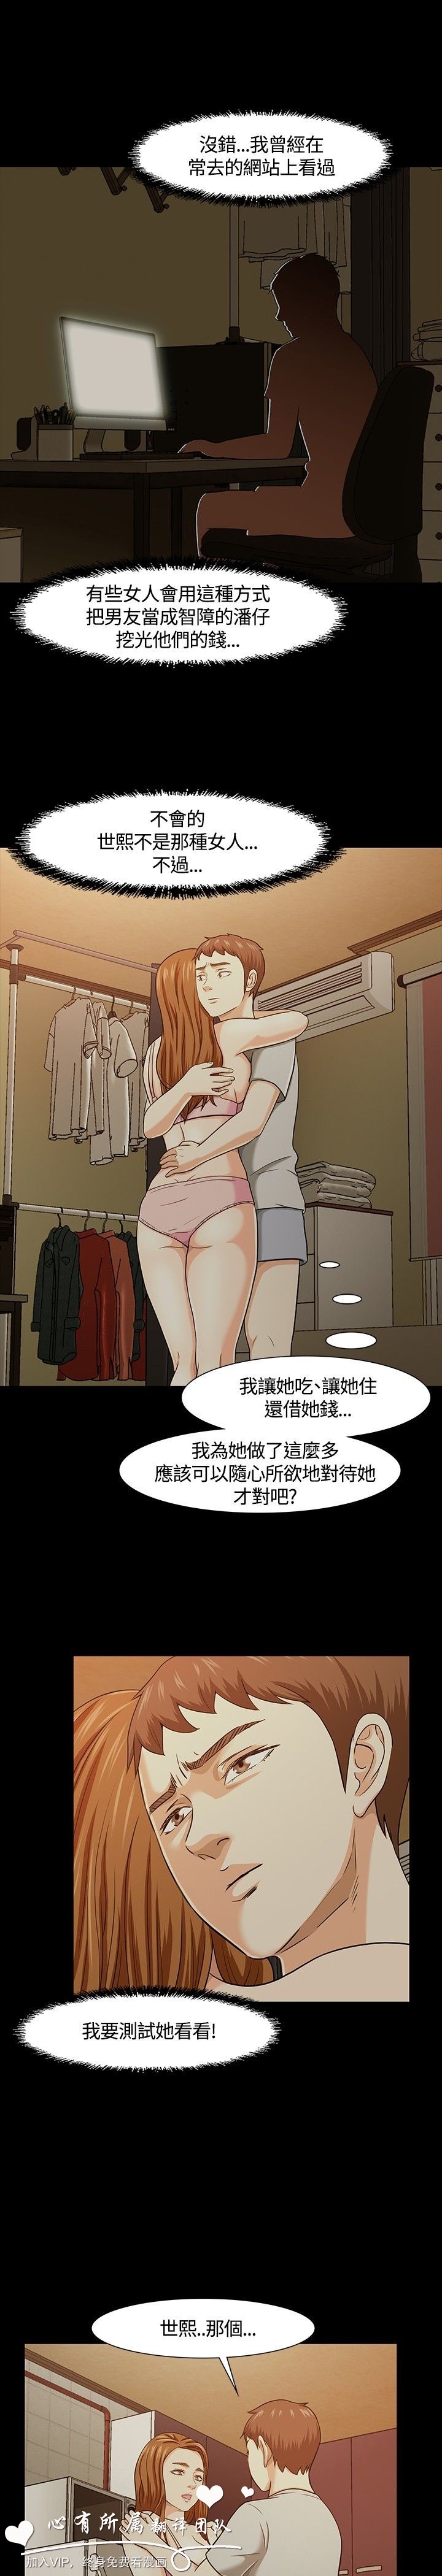 沒錯...我曾經在
常去的網站上看過
有些女人會用這種方式
把男友當成智障的潘仔
挖光他們的錢...
不會的
世熙不是那種女人...
不過...
我讓她吃、讓她住
還借她錢...
我為她做了這麼多
應該可以隨心所欲地對待她
才對吧?
我要測試她看看!
世熙..那個...
心有所属翻译团队
加入VIP，终身免费看漫画